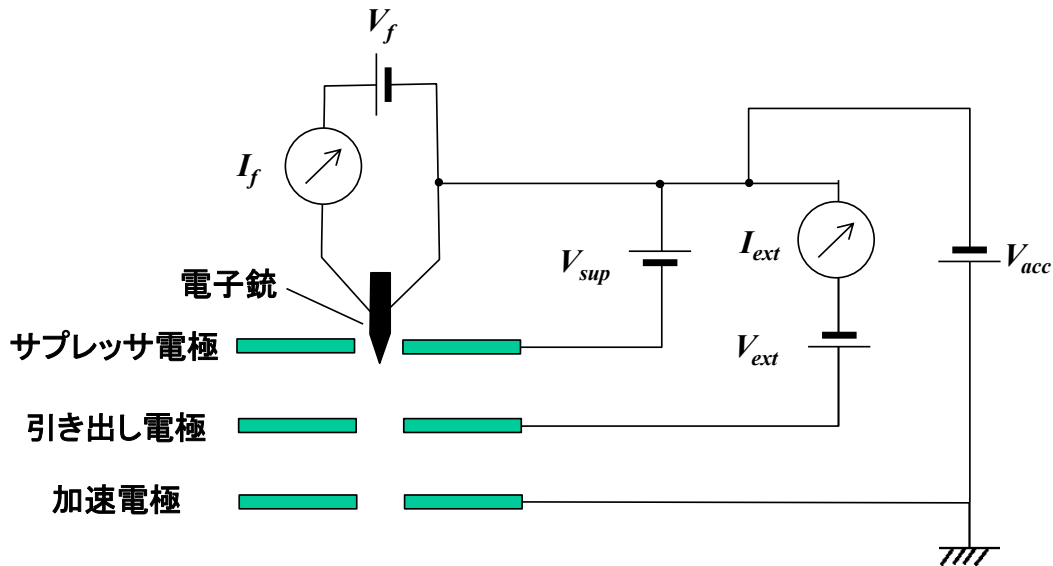 V_f
I_f
I_ext
V_sup
V_acc
電子銃
サプレッサ電極
V_ext
引き出し電極
加速電極